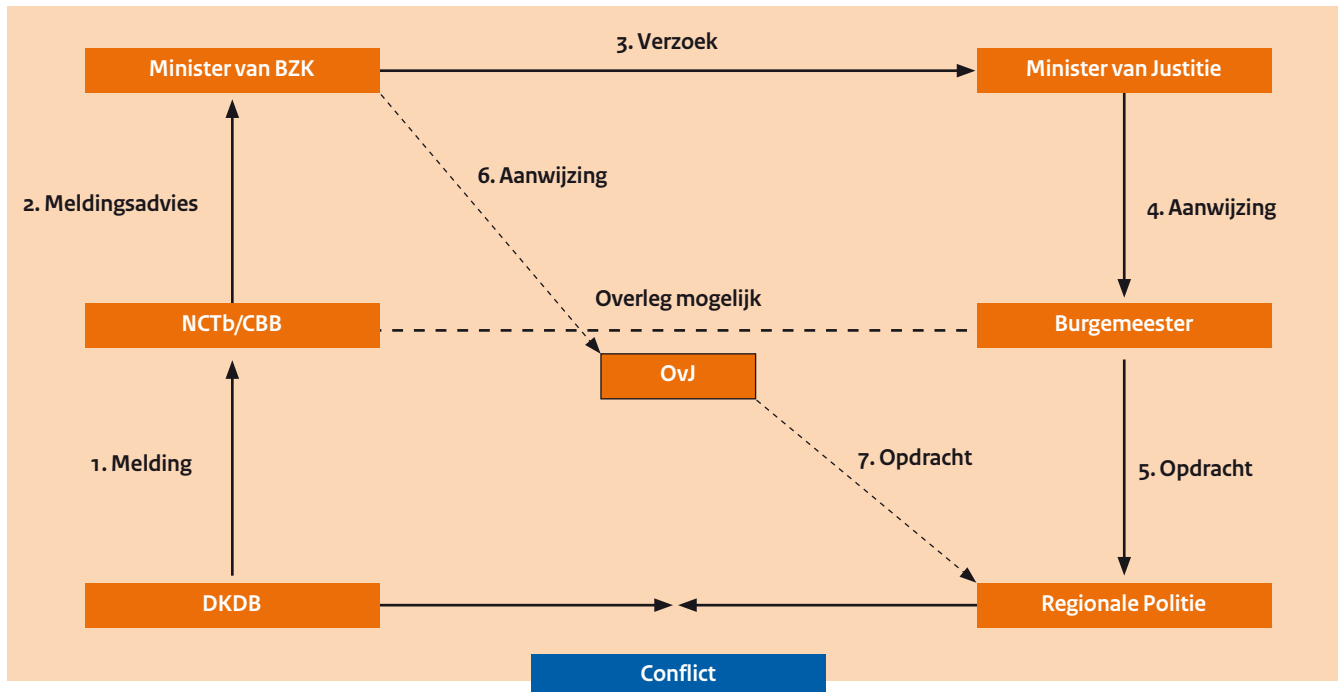 3. Verzoek
Minister van BZK
Minister van Justitie
6. Aanwijzing
2. Meldingsadvies
4. Aanwijzing
Overleg mogelijk
NCTb/CBB
Burgemeester
OvJ
1. Melding
7. Opdracht
5. Opdracht
DKDB
Regionale Politie
Conflict